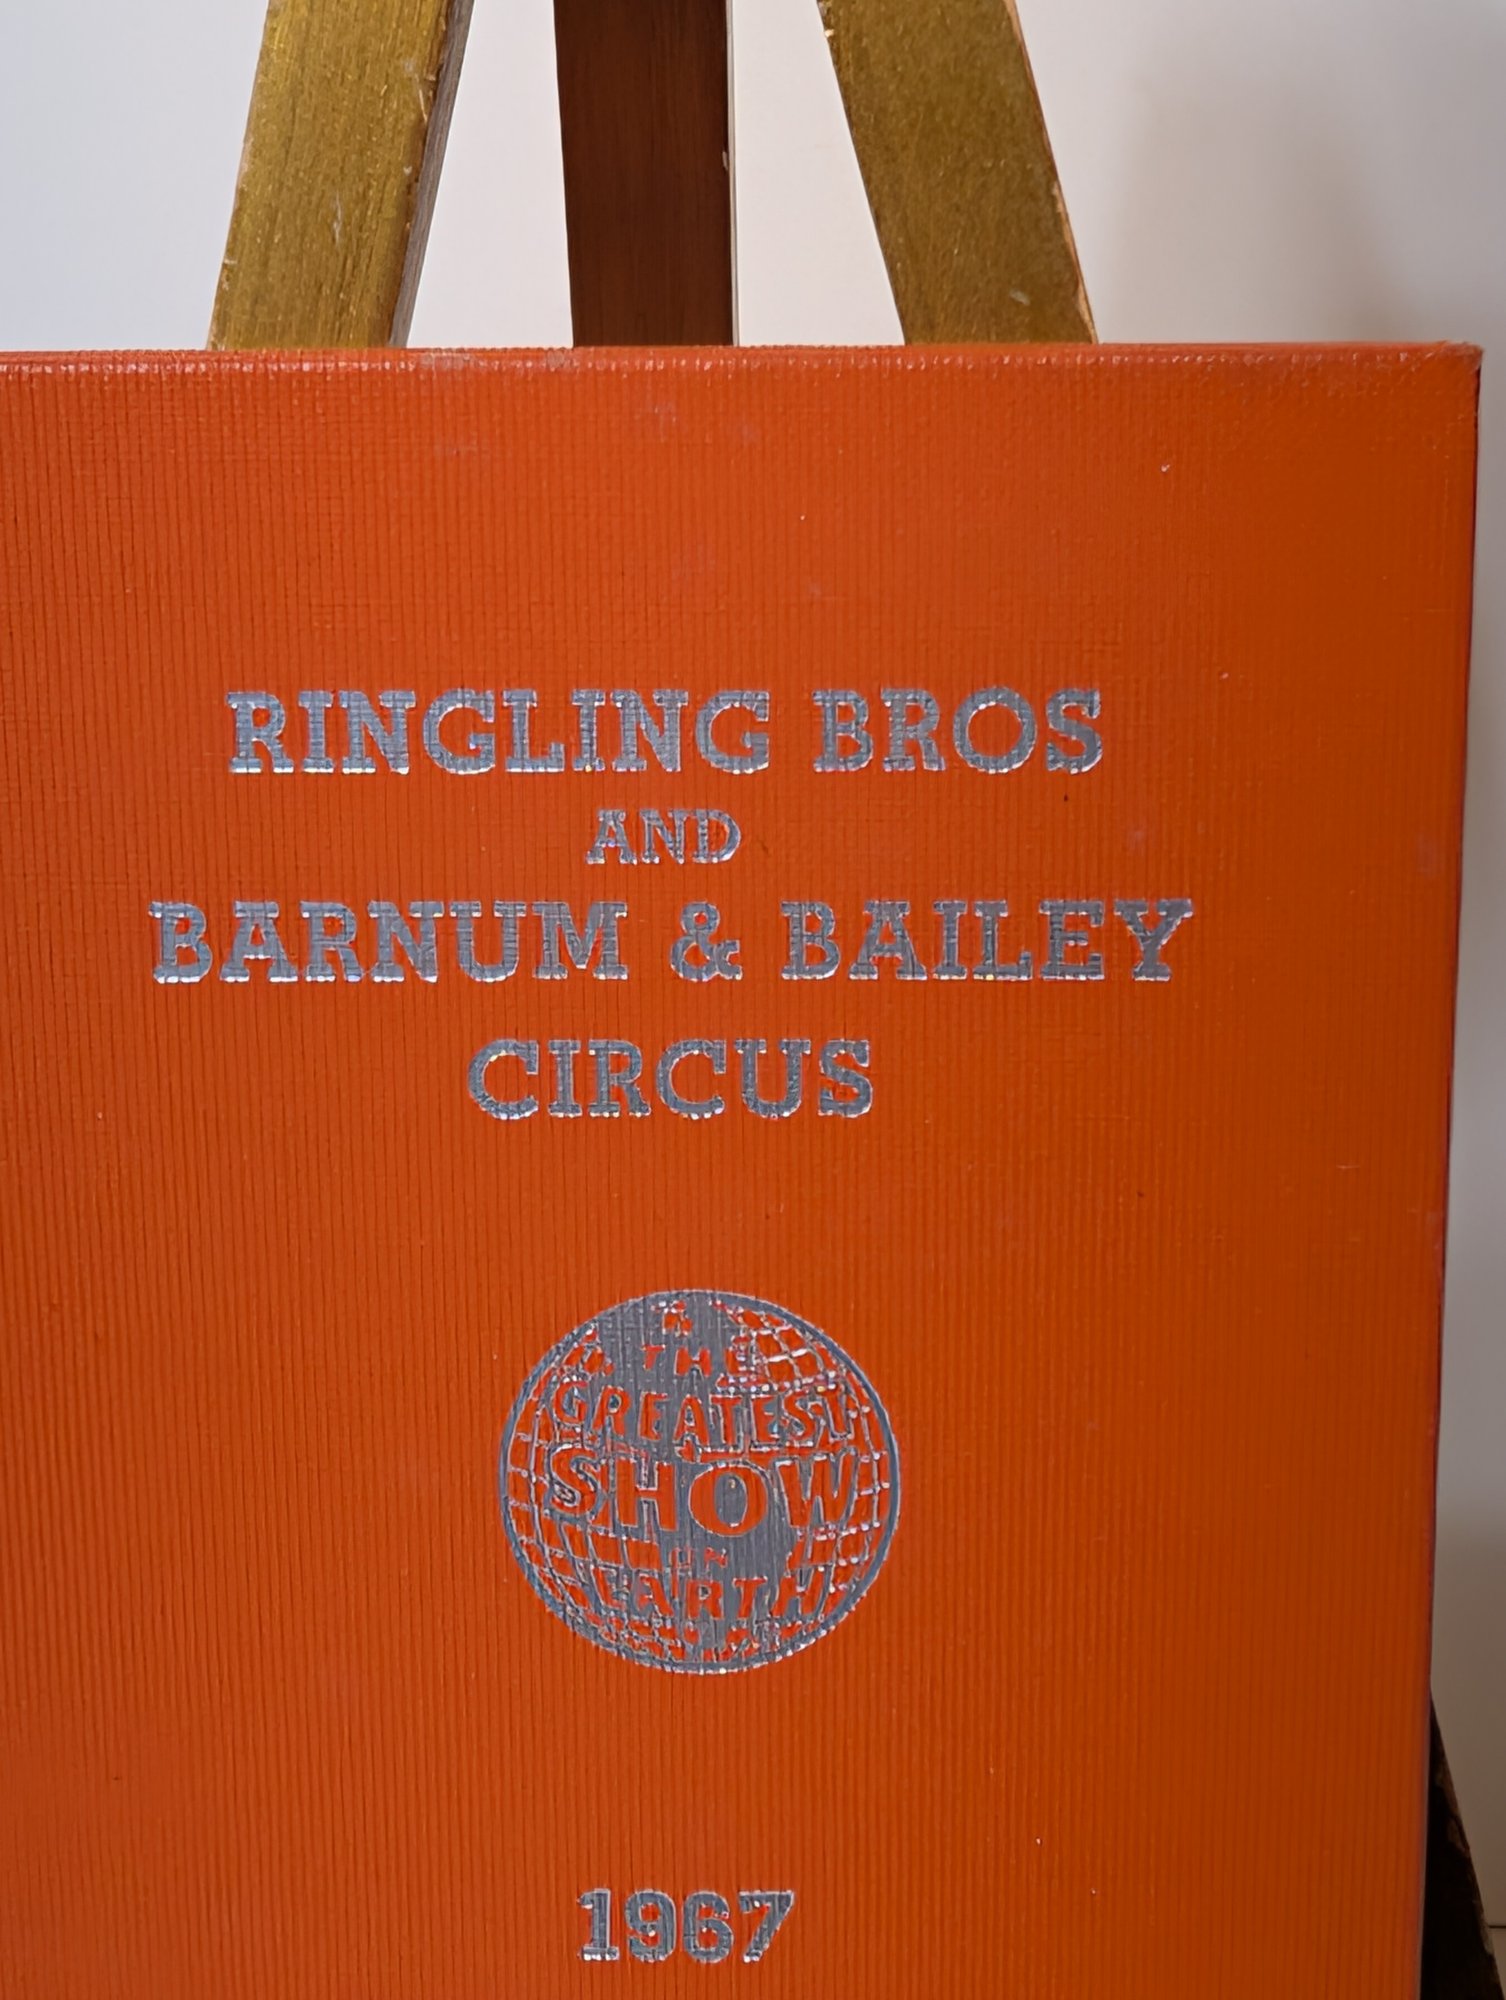 RINGLING BROS
AND
BARNUM & BAILEY
CIRCUS
THE
GREATEST
SHOW
ON
EARTH
1967